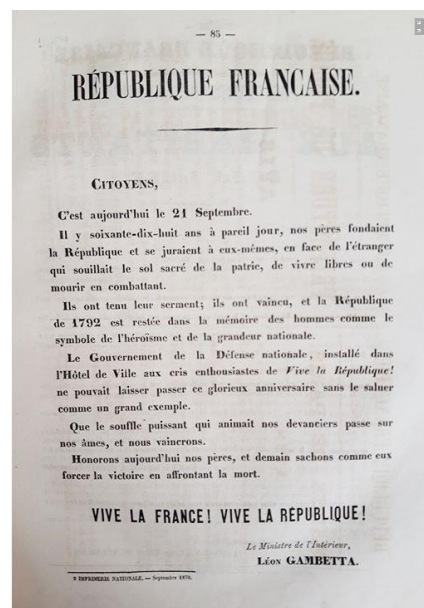 — 85 —
RÉPUBLIQUE FRANCAISE.
CITOYENS,
C'est aujourd'hui le 21 Septembre.
Il y soixante-dix-huit ans à pareil jour, nos pères fondaient
la République et se juraient à eux-mêmes, en face de l'étranger
qui souillait le sol sacré de la patrie, de vivre libres ou de
mourir en combattant.
Ils ont tenu leur serment; ils ont vaincu, et la République
de 1792 est restée dans la mémoire des hommes comme le
symbole de l'héroïsme et de la grandeur nationale.
Le Gouvernement de la Défense nationale, installé dans
l'Hôtel de Ville aux cris enthousiastes de Vive la République!
ne pouvait laisser passer ce glorieux anniversaire sans le saluer
comme un grand exemple.
Que le souffle puissant qui animait nos devanciers passe sur
nos âmes, et nous vaincrons.
Honorons aujourd'hui nos pères, et demain sachons comme eux
forcer la victoire en affrontant la mort.
VIVE LA FRANCE! VIVE LA RÉPUBLIQUE!
Le Ministre de l'Intérieur,
LÉON GAMBETTA.
IMPRIMERIE NATIONALE. — Septembre 1870.